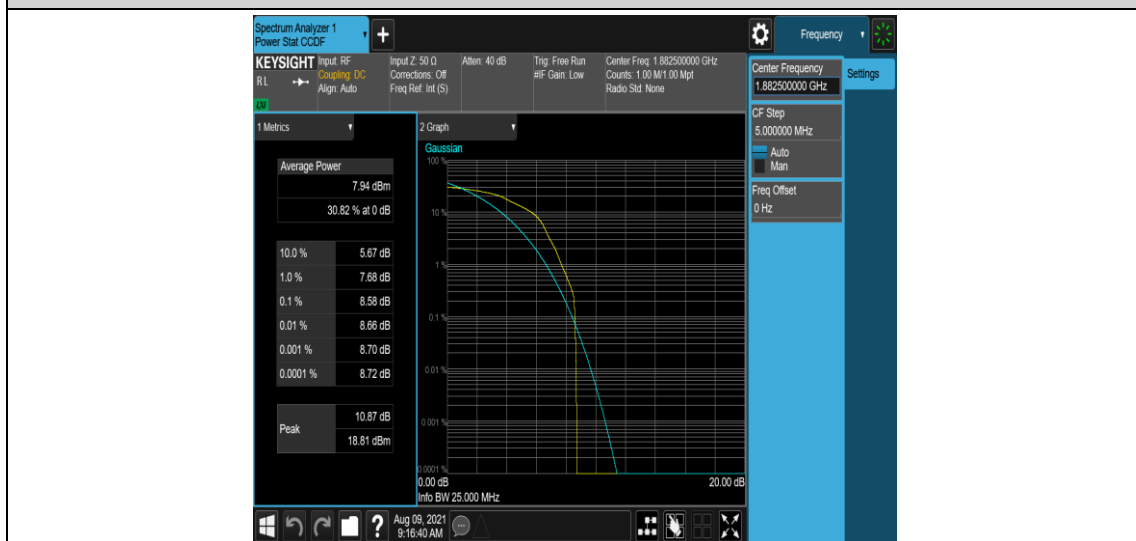 Spectrum Analyzer 1
Power Stat CCDF
+
Frequency
KEYSIGHT
RL
LXI
Input: RF
Coupling: DC
Align: Auto
Input Z: 50 Ω
Corrections: Off
Freq Ref: Int (S)
Atten: 40 dB
Trig: Free Run
#IF Gain: Low
Center Freq: 1.882500000 GHz
Counts: 1.00 M/1.00 Mpt
Radio Std: None
Center Frequency
1.882500000 GHz
Settings
CF Step
5.000000 MHz
Auto
Man
Freq Offset
0 Hz
1 Metrics
Average Power
7.94 dBm
30.82 % at 0 dB
10.0 % 5.67 dB
1.0 % 7.68 dB
0.1 % 8.58 dB
0.01 % 8.66 dB
0.001 % 8.70 dB
0.0001 % 8.72 dB
Peak
10.87 dB
18.81 dBm
2 Graph
Gaussian
100 %
10 %
1 %
0.1 %
0.01 %
0.001 %
0.0001 %
0.00 dB 20.00 dB
Info BW 25.000 MHz
?
Aug 09, 2021
9:16:40 AM